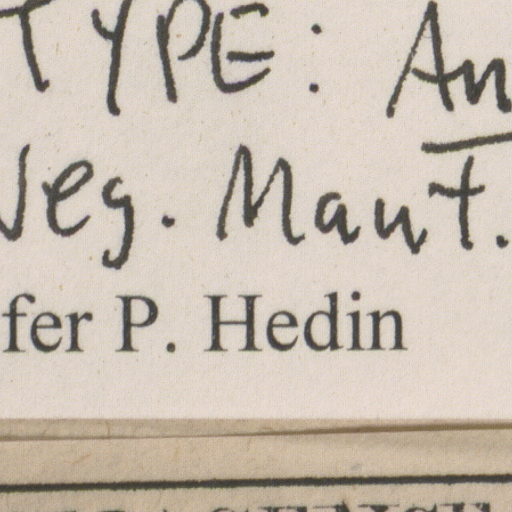 TYPE: An
Veg. Mant.
fer P. Hedin